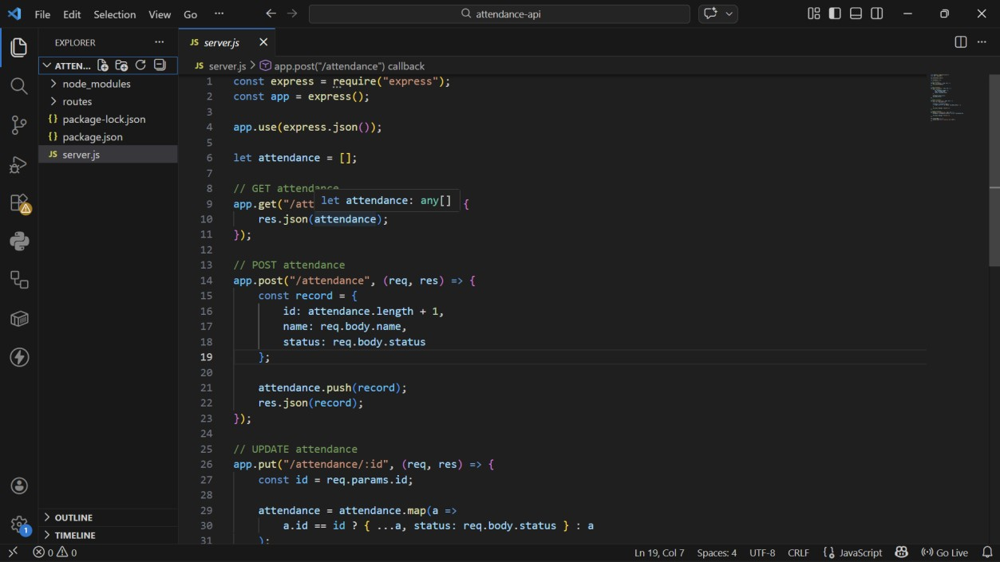 File Edit Selection View Go ··· attendance-api
EXPLORER ···
ATTEN...
node_modules
routes
{} package-lock.json
{} package.json
JS server.js
OUTLINE
TIMELINE
JS server.js
JS server.js > app.post("/attendance") callback
1 const express = require("express");
2 const app = express();
3
4 app.use(express.json());
5
6 let attendance = [];
7
8 // GET attendance
let attendance: any[]
9 app.get("/att {
10 res.json(attendance);
11 });
12
13 // POST attendance
14 app.post("/attendance", (req, res) => {
15 const record = {
16 id: attendance.length + 1,
17 name: req.body.name,
18 status: req.body.status
19 };
20
21 attendance.push(record);
22 res.json(record);
23 });
24
25 // UPDATE attendance
26 app.put("/attendance/:id", (req, res) => {
27 const id = req.params.id;
28
29 attendance = attendance.map(a =>
30 a.id == id ? { ...a, status: req.body.status } : a
31 );
1
0 0 Ln 19, Col 7 Spaces: 4 UTF-8 CRLF {} JavaScript Go Live